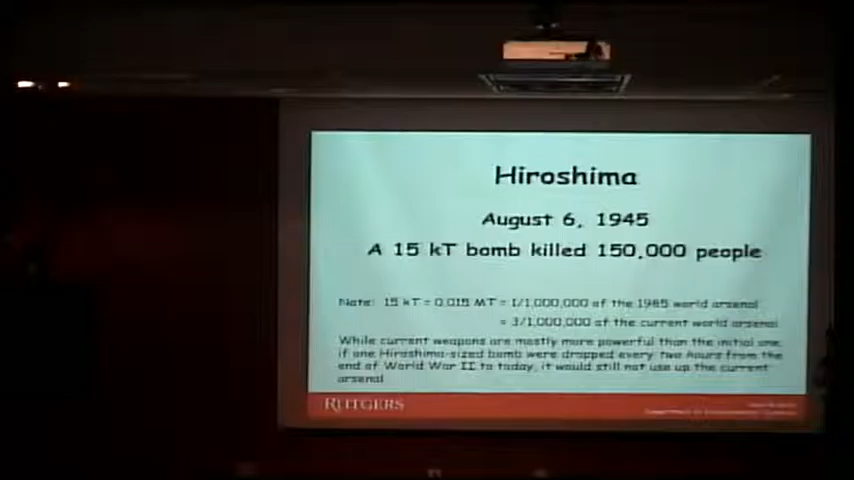 Hiroshima
August 6, 1945
A 15 kT bomb killed 150,000 people
Note: 15 kT = 0.015 MT = 1/1,000,000 of the 1985 world arsenal
= 3/1,000,000 of the current world arsenal
While current weapons are mostly more powerful than the initial one,
if one Hiroshima-sized bomb were dropped every two hours from the
end of World War II to today, it would still not use up the current
arsenal
RUTGERS